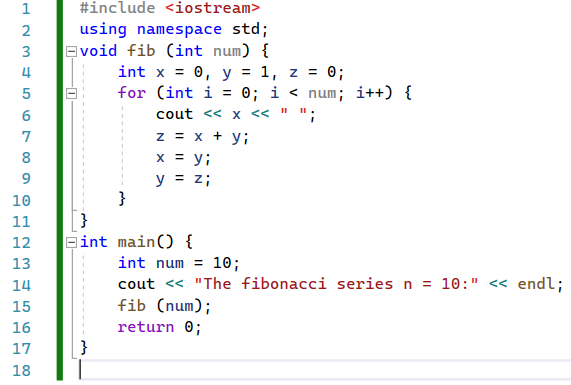 1 #include <iostream>
2 using namespace std;
3 void fib (int num) {
4 int x = 0, y = 1, z = 0;
5 for (int i = 0; i < num; i++) {
6 cout << x << " ";
7 z = x + y;
8 x = y;
9 y = z;
10 }
11 }
12 int main() {
13 int num = 10;
14 cout << "The fibonacci series n = 10:" << endl;
15 fib (num);
16 return 0;
17 }
18